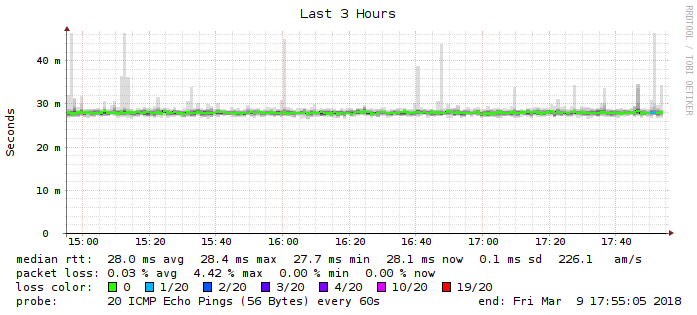 Last 3 Hours
RRDTOOL / TOBI OETIKER
Seconds
40 m
30 m
20 m
10 m
0
15:00 15:20 15:40 16:00 16:20 16:40 17:00 17:20 17:40
median rtt: 28.0 ms avg 28.4 ms max 27.7 ms min 28.1 ms now 0.1 ms sd 226.1 am/s
packet loss: 0.03 % avg 4.42 % max 0.00 % min 0.00 % now
loss color: 0 1/20 2/20 3/20 4/20 10/20 19/20
probe: 20 ICMP Echo Pings (56 Bytes) every 60s end: Fri Mar 9 17:55:05 2018